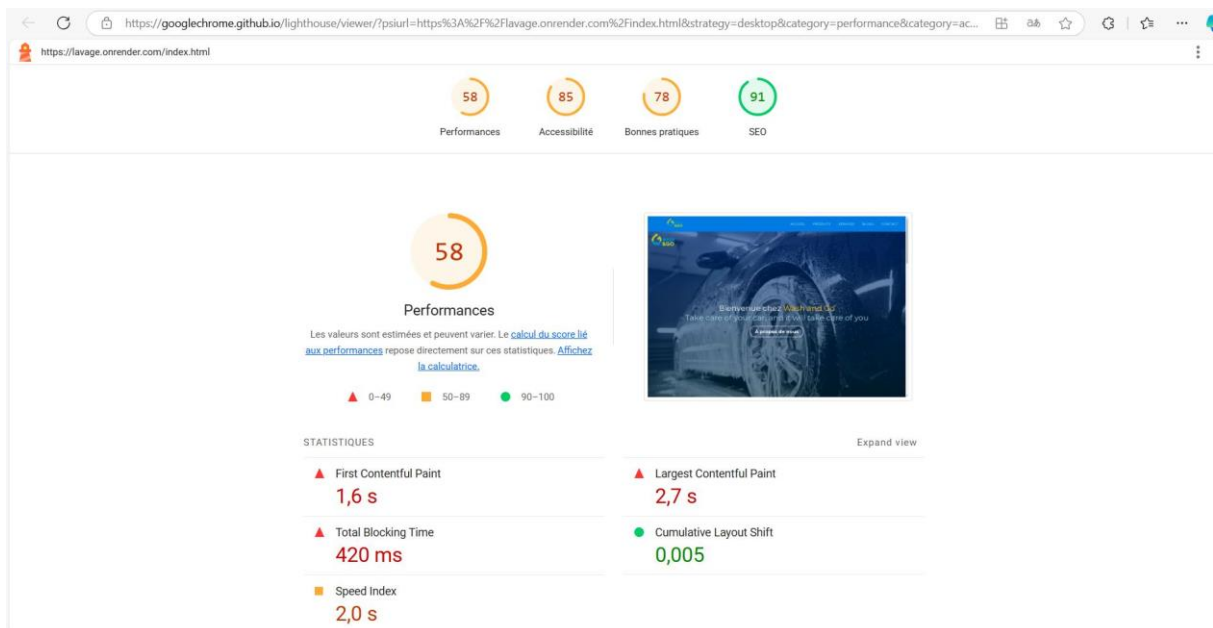 https://googlechrome.github.io/lighthouse/viewer/?psiurl=https%3A%2F%2Flavage.onrender.com%2Findex.html&strategy=desktop&category=performance&category=ac...
https://lavage.onrender.com/index.html
58 85 78 91
Performances Accessibilité Bonnes pratiques SEO
58
Performances
Les valeurs sont estimées et peuvent varier. Le calcul du score lié
aux performances repose directement sur ces statistiques. Affichez
la calculatrice.
0–49 50–89 90–100
Bienvenue chez Wash and Go
Take care of your car, and it will take care of you
À propos de nous
STATISTIQUES Expand view
First Contentful Paint Largest Contentful Paint
1,6 s 2,7 s
Total Blocking Time Cumulative Layout Shift
420 ms 0,005
Speed Index
2,0 s